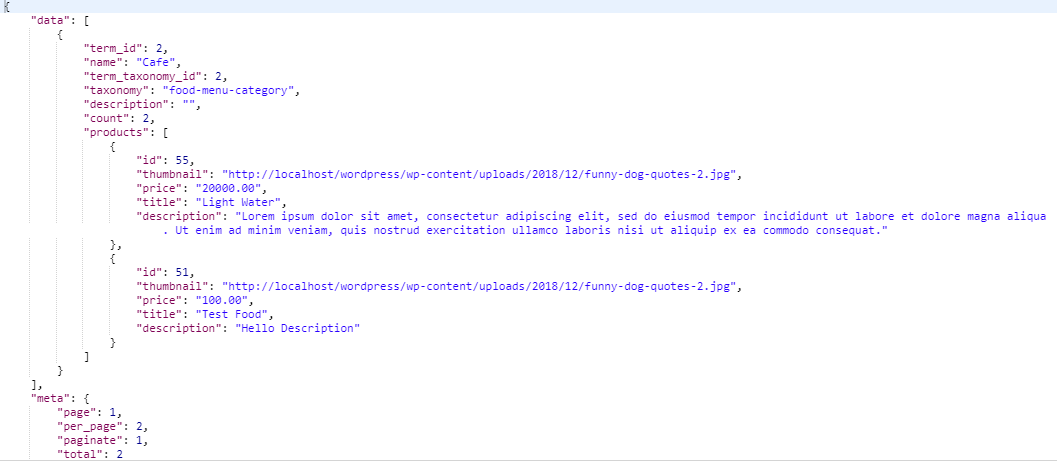 {
"data": [
{
"term_id": 2,
"name": "Cafe",
"term_taxonomy_id": 2,
"taxonomy": "food-menu-category",
"description": "",
"count": 2,
"products": [
{
"id": 55,
"thumbnail": "http://localhost/wordpress/wp-content/uploads/2018/12/funny-dog-quotes-2.jpg",
"price": "20000.00",
"title": "Light Water",
"description": "Lorem ipsum dolor sit amet, consectetur adipiscing elit, sed do eiusmod tempor incididunt ut labore et dolore magna aliqua
. Ut enim ad minim veniam, quis nostrud exercitation ullamco laboris nisi ut aliquip ex ea commodo consequat."
},
{
"id": 51,
"thumbnail": "http://localhost/wordpress/wp-content/uploads/2018/12/funny-dog-quotes-2.jpg",
"price": "100.00",
"title": "Test Food",
"description": "Hello Description"
}
]
}
],
"meta": {
"page": 1,
"per_page": 2,
"paginate": 1,
"total": 2